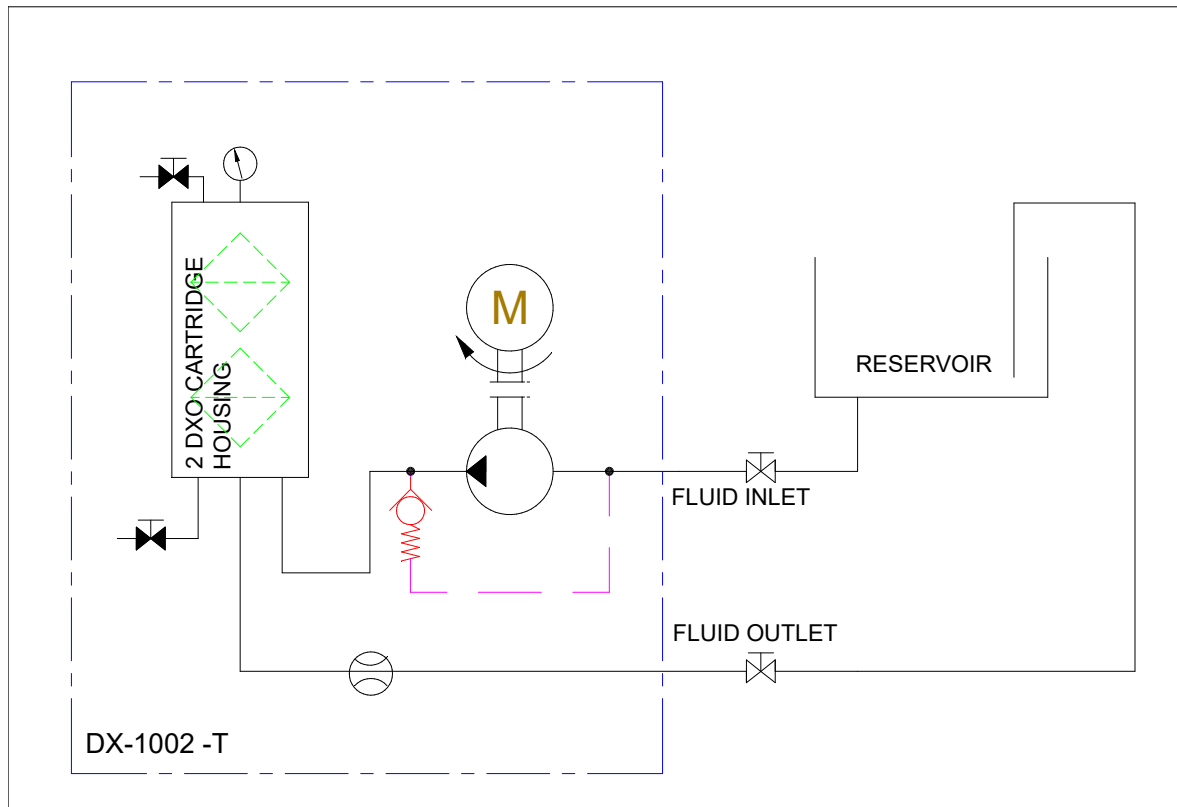 2 DXO CARTRIDGE
HOUSING
M
RESERVOIR
FLUID INLET
FLUID OUTLET
DX-1002 -T